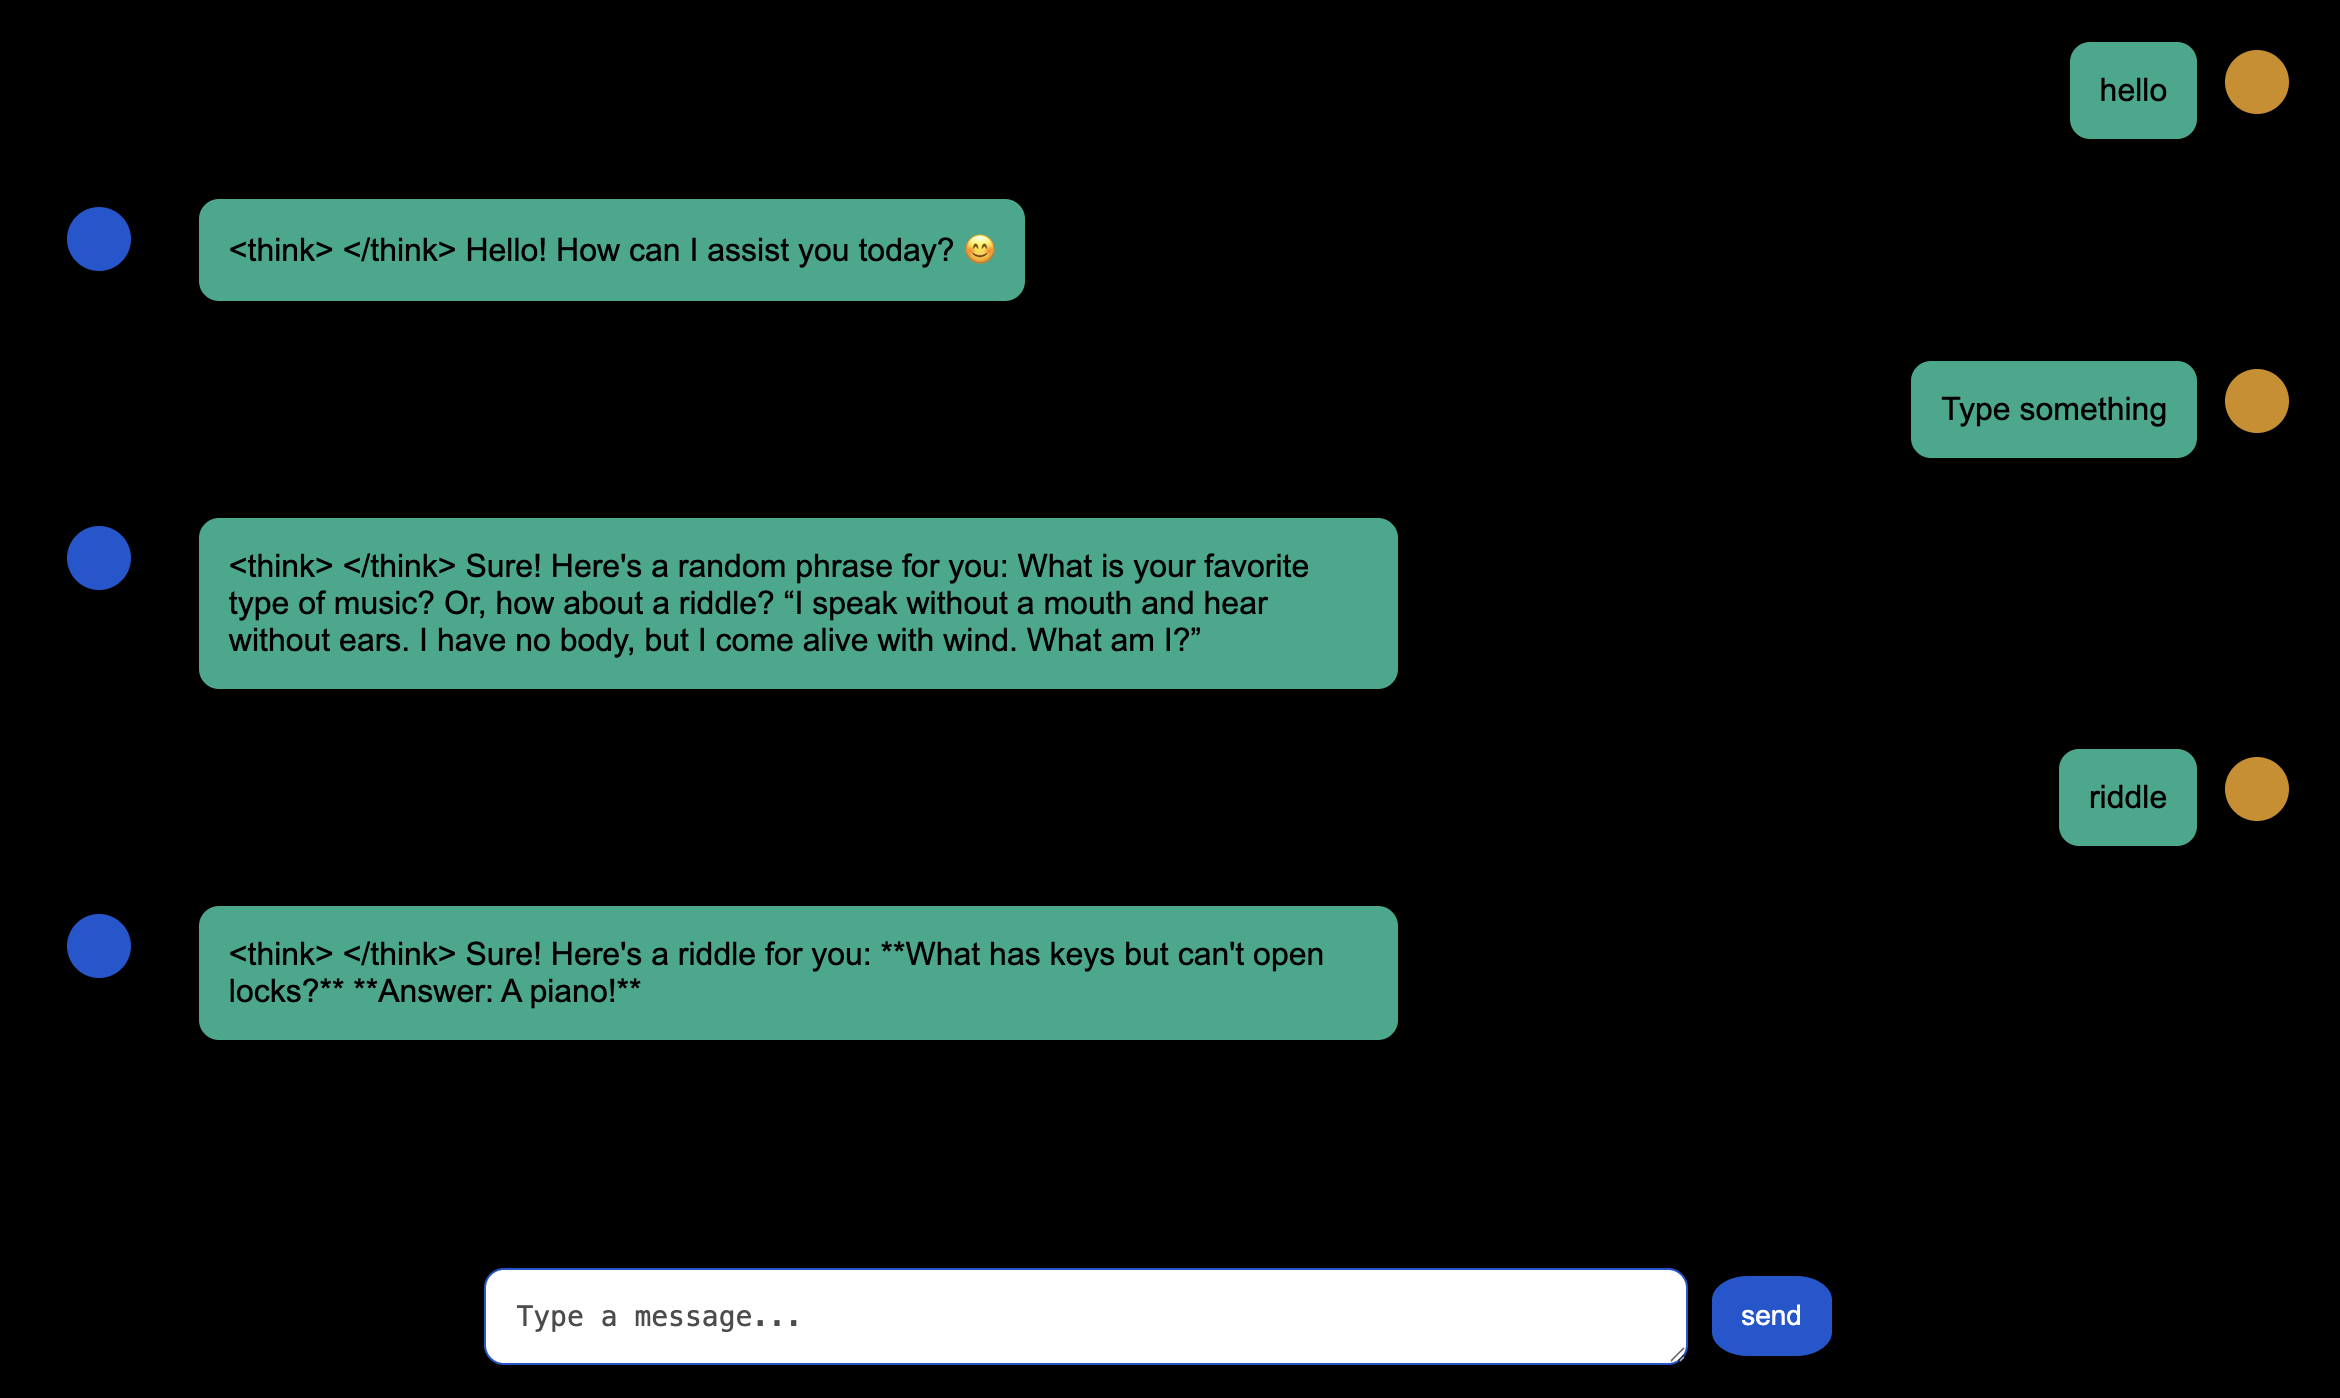 hello
<think> </think> Hello! How can I assist you today? 😊
Type something
<think> </think> Sure! Here's a random phrase for you: What is your favorite
type of music? Or, how about a riddle? “I speak without a mouth and hear
without ears. I have no body, but I come alive with wind. What am I?”
riddle
<think> </think> Sure! Here's a riddle for you: **What has keys but can't open
locks?** **Answer: A piano!**
Type a message...
send